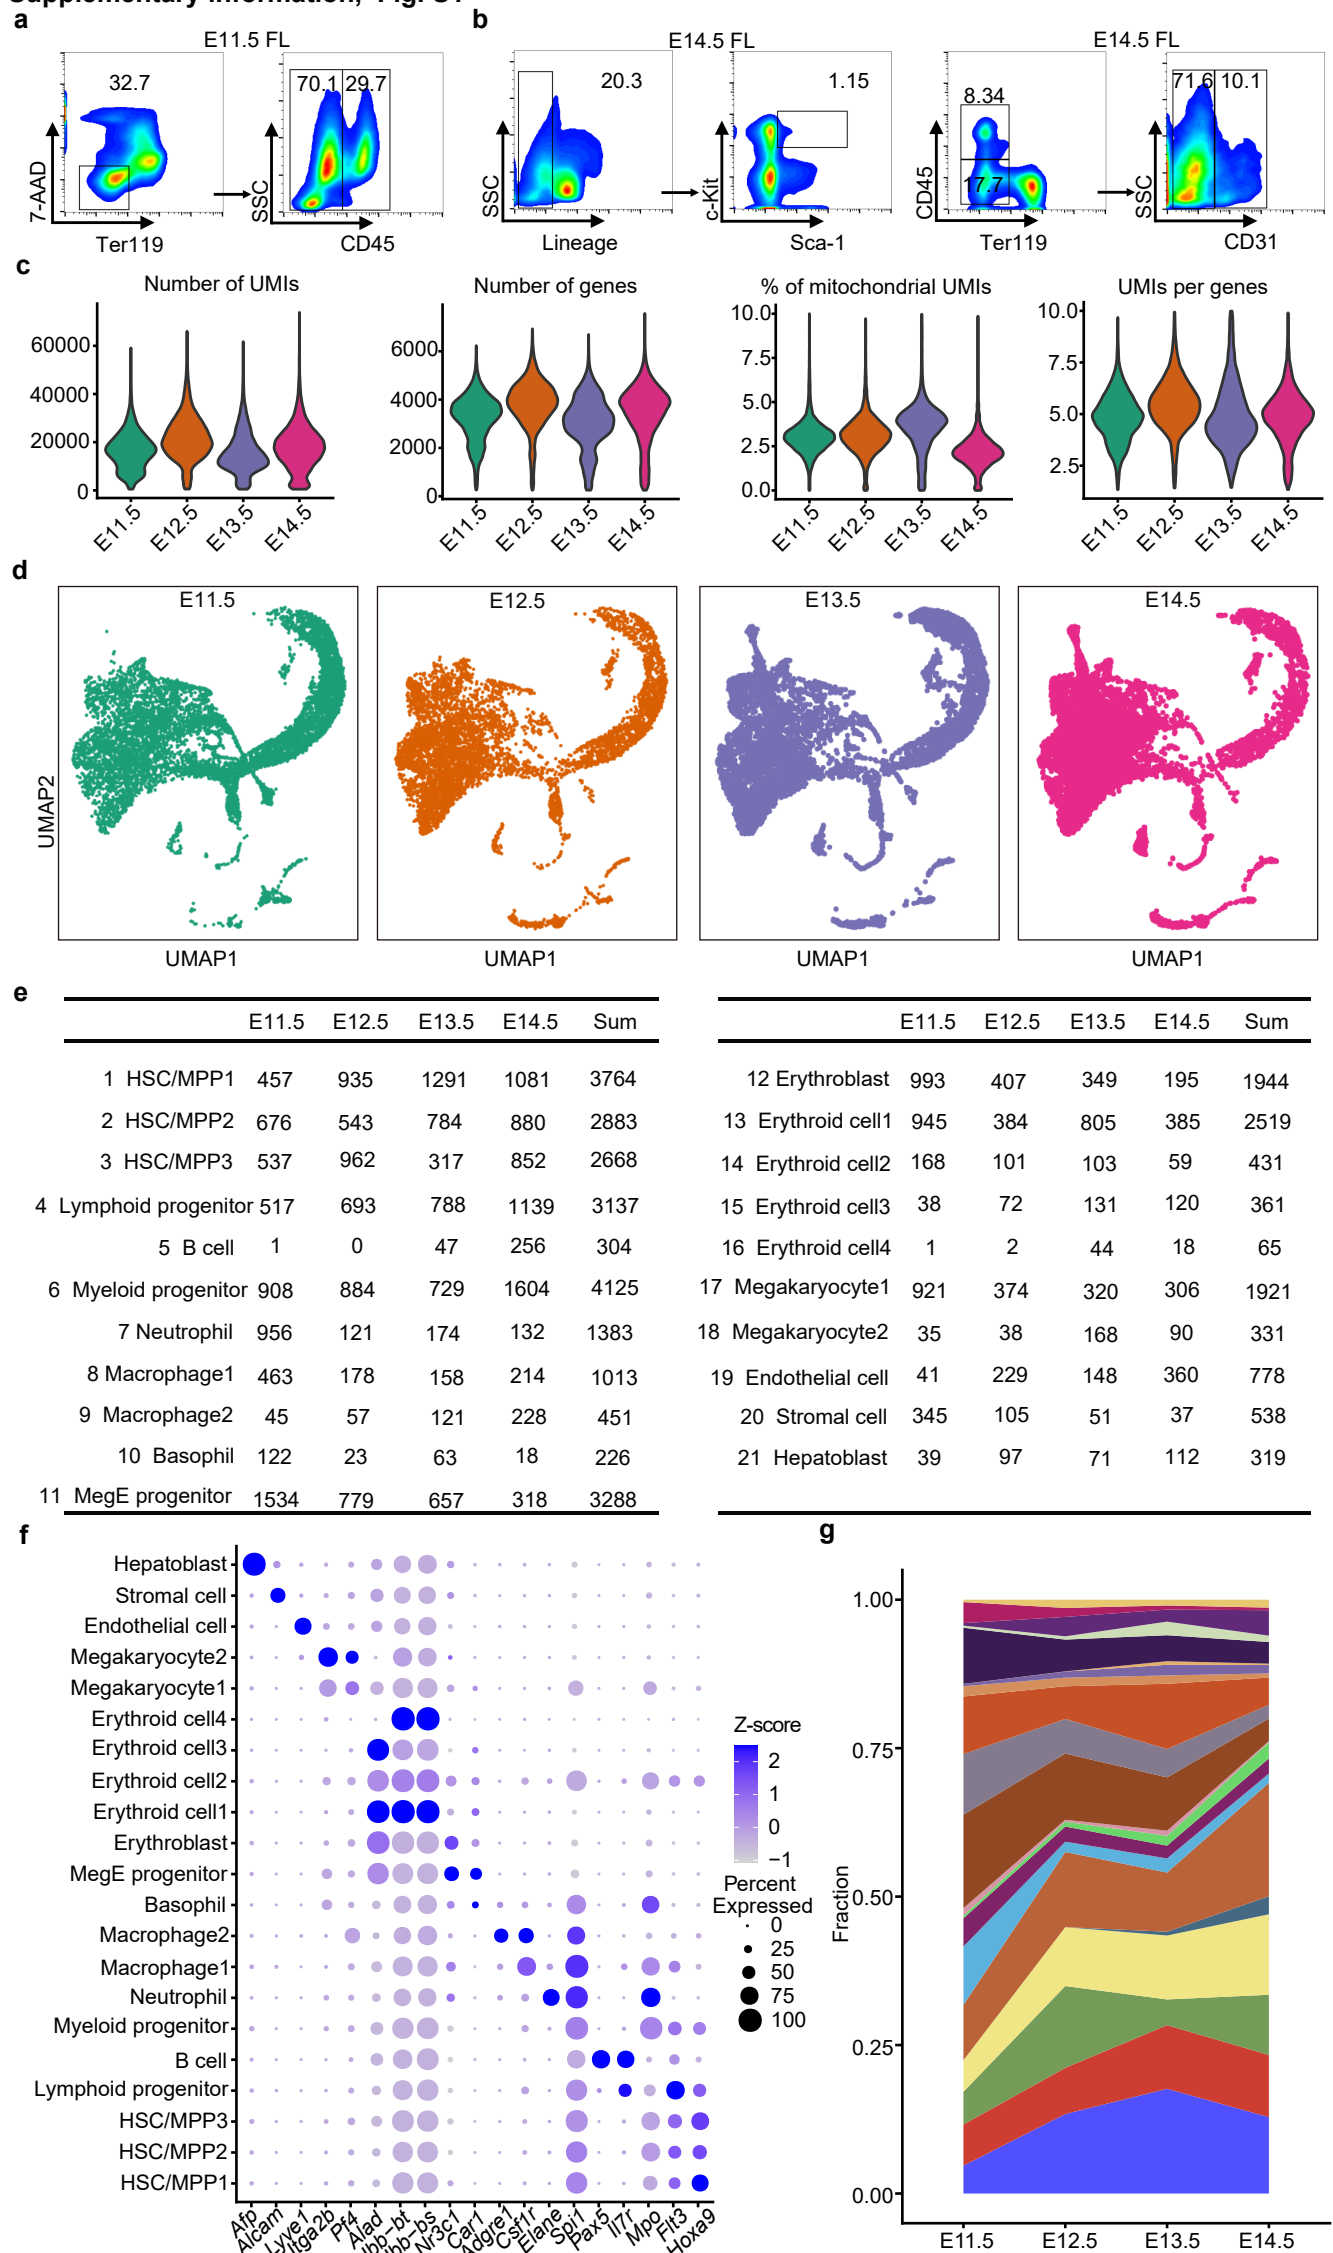 a
b
E11.5 FL
E14.5 FL
E14.5 FL
32.7
70.1 29.7
20.3
1.15
8.34
17.7
71.6 10.1
7-AAD
SSC
SSC
c-Kit
CD45
SSC
Ter119
CD45
Lineage
Sca-1
Ter119
CD31
c
Number of UMIs
Number of genes
% of mitochondrial UMIs
UMIs per genes
60000
40000
20000
0
6000
4000
2000
0
10.0
7.5
5.0
2.5
0.0
10.0
7.5
5.0
2.5
E11.5 E12.5 E13.5 E14.5
E11.5 E12.5 E13.5 E14.5
E11.5 E12.5 E13.5 E14.5
E11.5 E12.5 E13.5 E14.5
d
E11.5
E12.5
E13.5
E14.5
UMAP2
UMAP1
UMAP1
UMAP1
UMAP1
e
E11.5 E12.5 E13.5 E14.5 Sum
1 HSC/MPP1 457 935 1291 1081 3764
2 HSC/MPP2 676 543 784 880 2883
3 HSC/MPP3 537 962 317 852 2668
4 Lymphoid progenitor 517 693 788 1139 3137
5 B cell 1 0 47 256 304
6 Myeloid progenitor 908 884 729 1604 4125
7 Neutrophil 956 121 174 132 1383
8 Macrophage1 463 178 158 214 1013
9 Macrophage2 45 57 121 228 451
10 Basophil 122 23 63 18 226
11 MegE progenitor 1534 779 657 318 3288
E11.5 E12.5 E13.5 E14.5 Sum
12 Erythroblast 993 407 349 195 1944
13 Erythroid cell1 945 384 805 385 2519
14 Erythroid cell2 168 101 103 59 431
15 Erythroid cell3 38 72 131 120 361
16 Erythroid cell4 1 2 44 18 65
17 Megakaryocyte1 921 374 320 306 1921
18 Megakaryocyte2 35 38 168 90 331
19 Endothelial cell 41 229 148 360 778
20 Stromal cell 345 105 51 37 538
21 Hepatoblast 39 97 71 112 319
f
Hepatoblast
Stromal cell
Endothelial cell
Megakaryocyte2
Megakaryocyte1
Erythroid cell4
Erythroid cell3
Erythroid cell2
Erythroid cell1
Erythroblast
MegE progenitor
Basophil
Macrophage2
Macrophage1
Neutrophil
Myeloid progenitor
B cell
Lymphoid progenitor
HSC/MPP3
HSC/MPP2
HSC/MPP1
Afp Alcam Lyve1 Itga2b Pf4 Alad Nr3c1 Car1 Adgre1 Csf1r Elane Spi1 Pax5 Il7r Mpo Flt3 Hoxa9
Z-score
2
1
0
−1
Percent
Expressed
0
25
50
75
100
g
1.00
0.75
0.50
0.25
0.00
Fraction
E11.5 E12.5 E13.5 E14.5